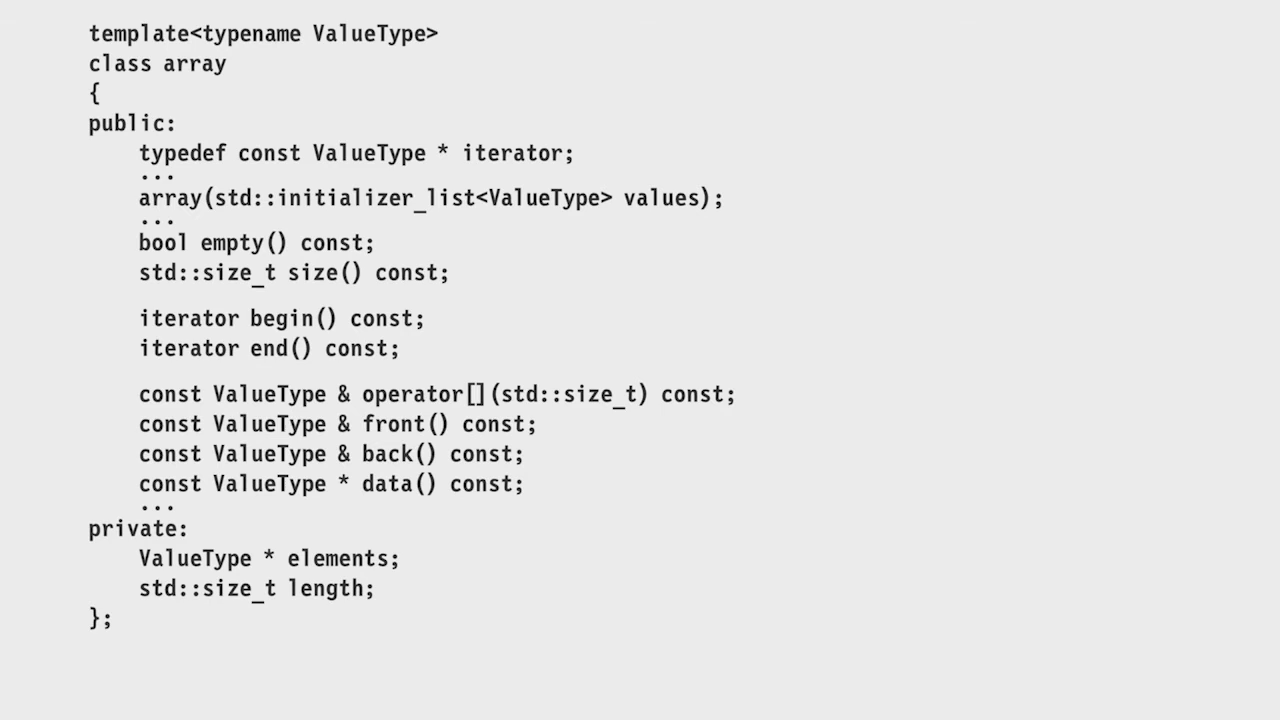 template<typename ValueType>
class array
{
public:
    typedef const ValueType * iterator;
    ...
    array(std::initializer_list<ValueType> values);
    ...
    bool empty() const;
    std::size_t size() const;
    iterator begin() const;
    iterator end() const;
    const ValueType & operator[](std::size_t) const;
    const ValueType & front() const;
    const ValueType & back() const;
    const ValueType * data() const;
    ...
private:
    ValueType * elements;
    std::size_t length;
};